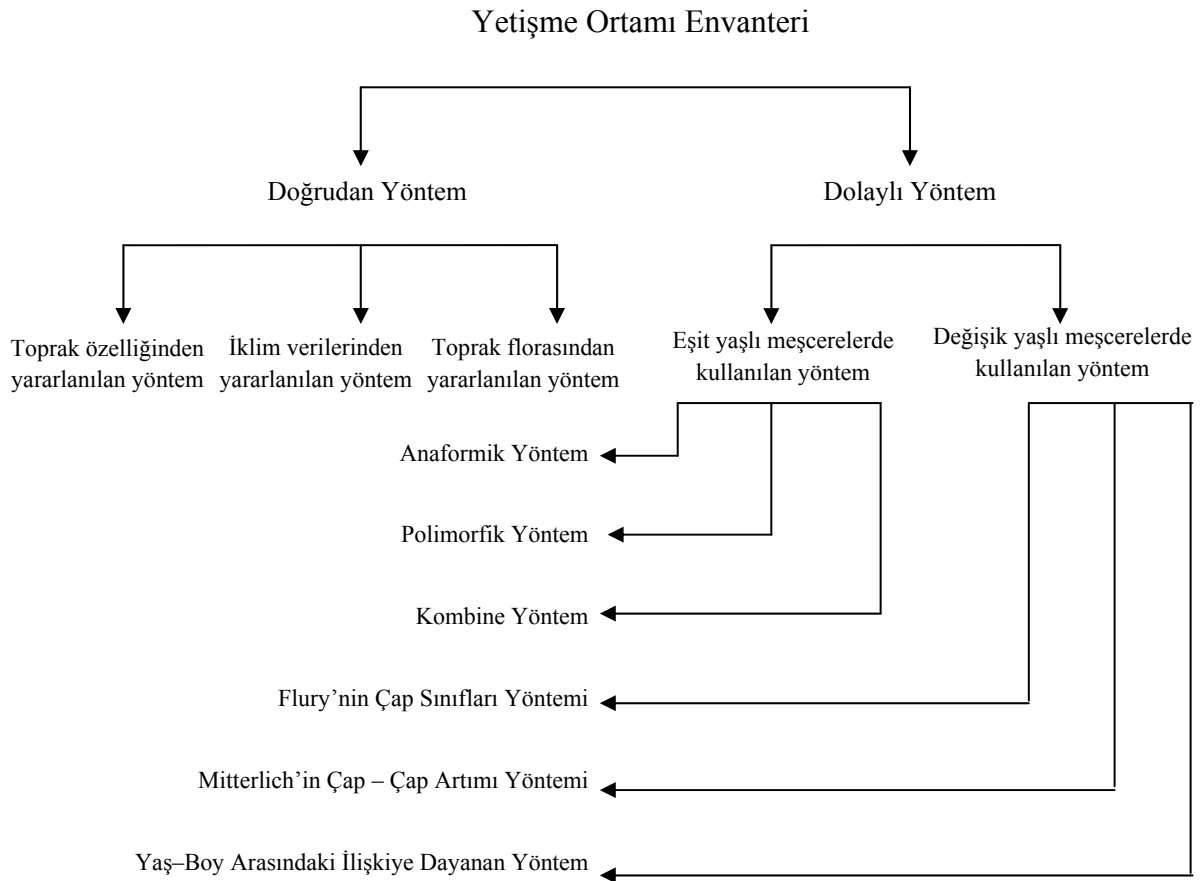 Yetişme Ortamı Envanteri
Doğrudan Yöntem
Dolaylı Yöntem
Toprak özelliğinden
yararlanılan yöntem
İklim verilerinden
yararlanılan yöntem
Toprak florasından
yararlanılan yöntem
Eşit yaşlı meşcerelerde
kullanılan yöntem
Değişik yaşlı meşcerelerde
kullanılan yöntem
Anaformik Yöntem
Polimorfik Yöntem
Kombine Yöntem
Flury’nin Çap Sınıfları Yöntemi
Mitterlich’in Çap – Çap Artımı Yöntemi
Yaş–Boy Arasındaki İlişkiye Dayanan Yöntem